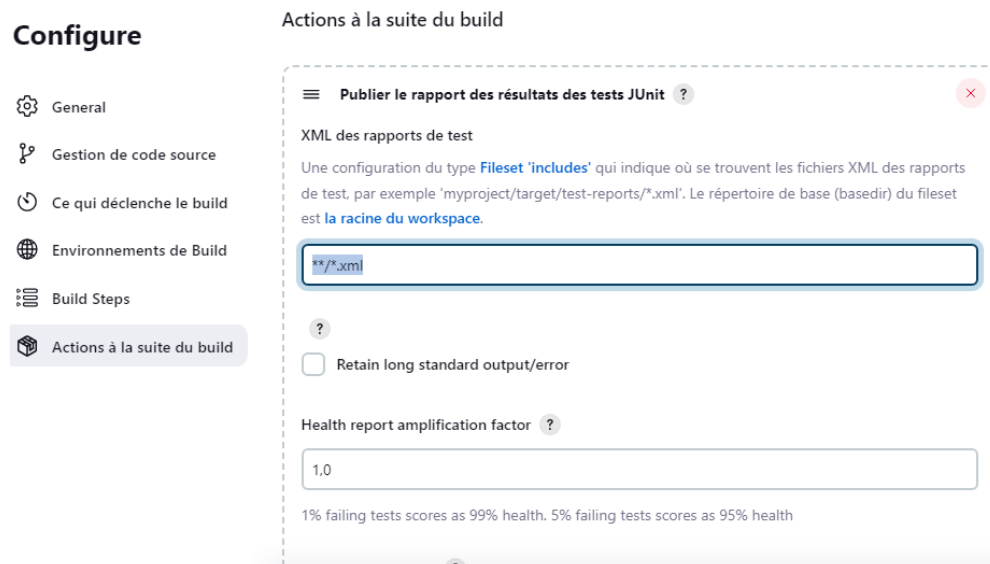 Configure
General
Gestion de code source
Ce qui déclenche le build
Environnements de Build
Build Steps
Actions à la suite du build
Actions à la suite du build
Publier le rapport des résultats des tests JUnit ?
XML des rapports de test
Une configuration du type Fileset 'includes' qui indique où se trouvent les fichiers XML des rapports
de test, par exemple 'myproject/target/test-reports/*.xml'. Le répertoire de base (basedir) du fileset
est la racine du workspace.
**/*.xml
?
Retain long standard output/error
Health report amplification factor ?
1,0
1% failing tests scores as 99% health. 5% failing tests scores as 95% health